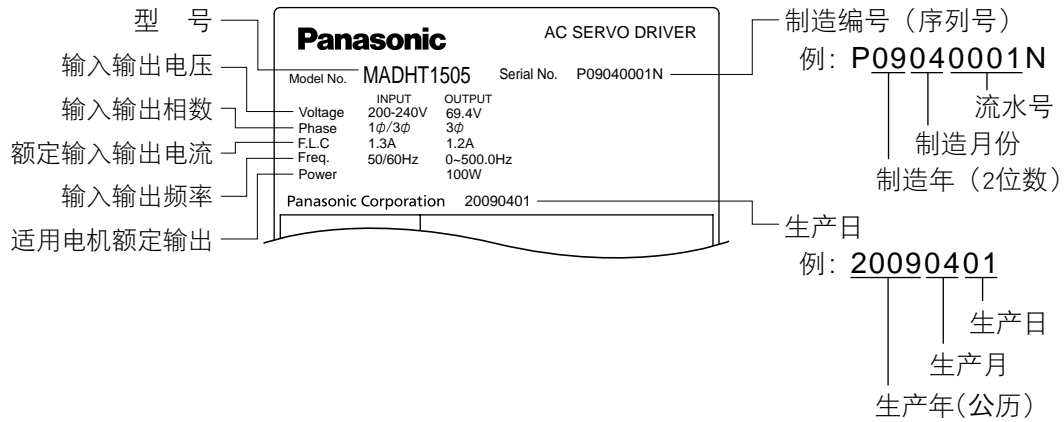 型 号
输入输出电压
输入输出相数
额定输入输出电流
输入输出频率
适用电机额定输出
Panasonic AC SERVO DRIVER
Model No. MADHT1505 Serial No. P09040001N
INPUT OUTPUT
Voltage 200-240V 69.4V
Phase 1ϕ/3ϕ 3ϕ
F.L.C 1.3A 1.2A
Freq. 50/60Hz 0~500.0Hz
Power 100W
Panasonic Corporation 20090401
制造编号（序列号）
例: P09040001N
流水号
制造月份
制造年（2位数）
生产日
例: 20090401
生产日
生产月
生产年(公历)